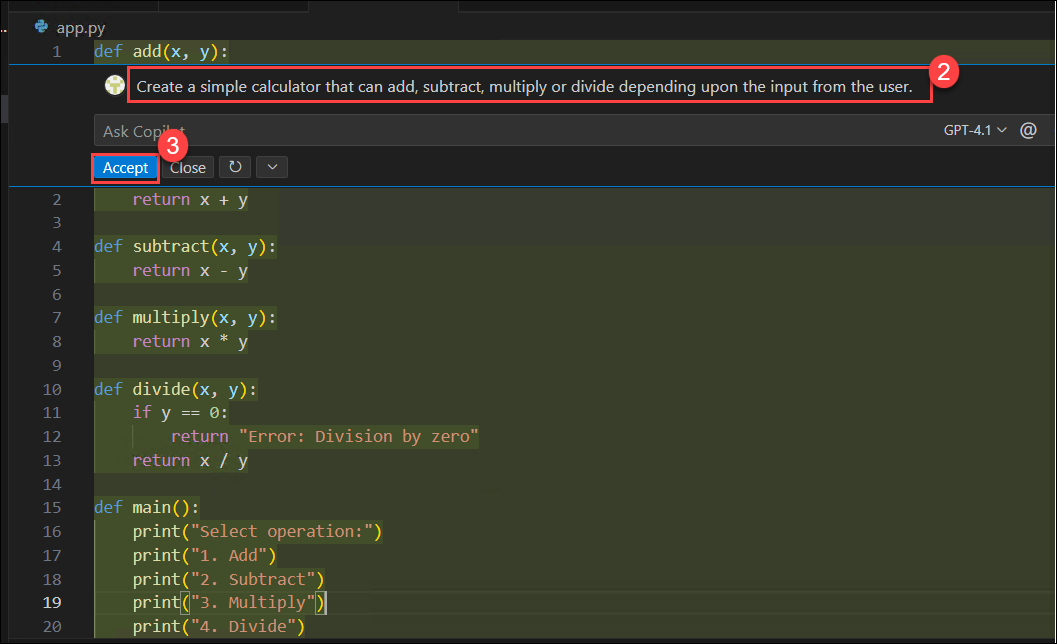 app.py
1 def add(x, y):
Create a simple calculator that can add, subtract, multiply or divide depending upon the input from the user.
2
Ask Copilot
GPT-4.1
@
3
Accept
Close
2 return x + y
3
4 def subtract(x, y):
5 return x - y
6
7 def multiply(x, y):
8 return x * y
9
10 def divide(x, y):
11 if y == 0:
12 return "Error: Division by zero"
13 return x / y
14
15 def main():
16 print("Select operation:")
17 print("1. Add")
18 print("2. Subtract")
19 print("3. Multiply")
20 print("4. Divide")